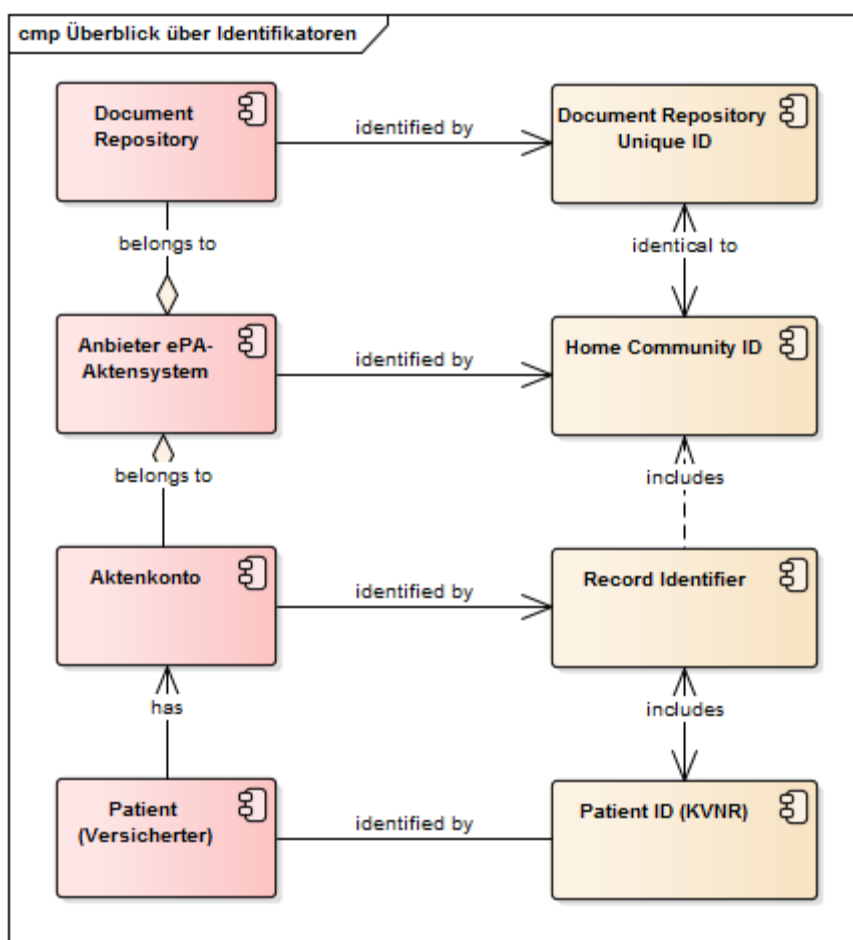 cmp Überblick über Identifikatoren
Document
Repository
identified by
Document Repository
Unique ID
belongs to
identical to
Anbieter ePA-
Aktensystem
identified by
Home Community ID
belongs to
includes
Aktenkonto
identified by
Record Identifier
has
includes
Patient
(Versicherter)
identified by
Patient ID (KVNR)